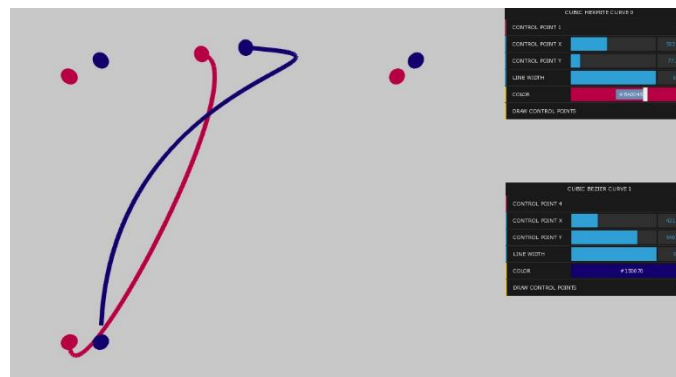 CUBIC HERMITE CURVE 0
CONTROL POINT 1
CONTROL POINT X
CONTROL POINT Y
LINE WIDTH
COLOR
DRAW CONTROL POINTS
CUBIC BEZIER CURVE 1
CONTROL POINT 4
CONTROL POINT X
CONTROL POINT Y
LINE WIDTH
COLOR #150070
DRAW CONTROL POINTS